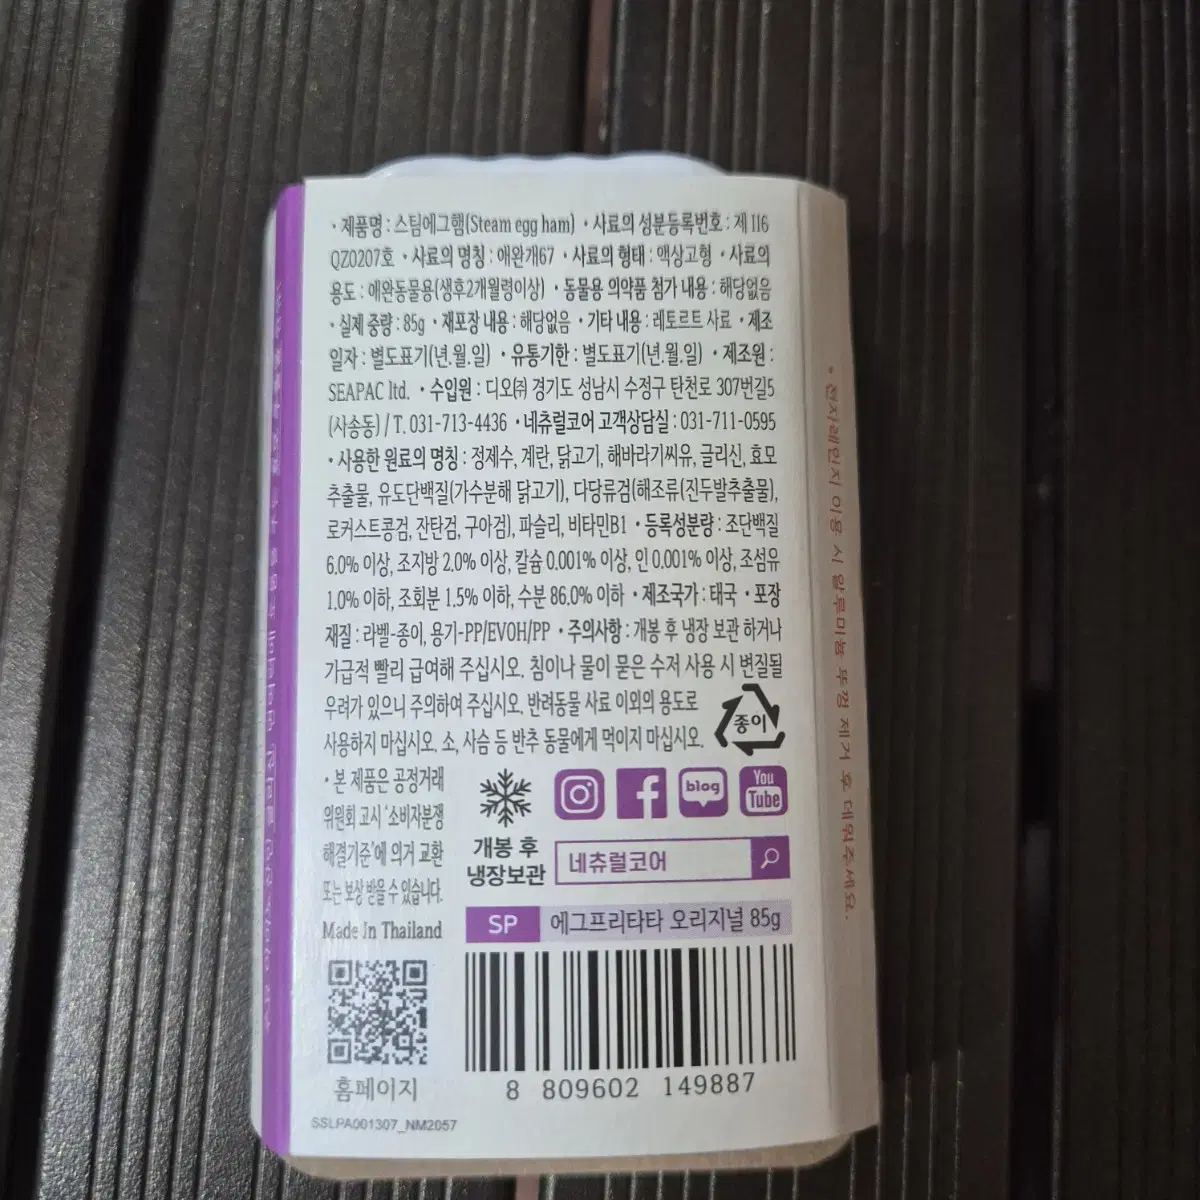 · 제품명 : 스팀에그햄(Steam egg ham) · 사료의 성분등록번호 : 제 116
QZ0207호 · 사료의 명칭 : 애완개67 · 사료의 형태 : 액상고형 · 사료의
용도 : 애완동물용(생후2개월령이상) · 동물용 의약품 첨가 내용 : 해당없음
· 실제 중량 : 85g · 재포장 내용 : 해당없음 · 기타 내용 : 레토르트 사료 · 제조
일자 : 별도표기(년.월.일) · 유통기한 : 별도표기(년.월.일) · 제조원 :
SEAPAC ltd. · 수입원 : 디오㈜ 경기도 성남시 수정구 탄천로 307번길5
(사송동) / T. 031-713-4436 · 네츄럴코어 고객상담실 : 031-711-0595
· 사용한 원료의 명칭 : 정제수, 계란, 닭고기, 해바라기씨유, 글리신, 효모
추출물, 유도단백질(가수분해 닭고기), 다당류검(해조류(진두발추출물),
로커스트콩검, 잔탄검, 구아검), 파슬리, 비타민B1 · 등록성분량 : 조단백질
6.0% 이상, 조지방 2.0% 이상, 칼슘 0.001% 이상, 인 0.001% 이상, 조섬유
1.0% 이하, 조회분 1.5% 이하, 수분 86.0% 이하 · 제조국가 : 태국 · 포장
재질 : 라벨-종이, 용기-PP/EVOH/PP · 주의사항 : 개봉 후 냉장 보관 하거나
가급적 빨리 급여해 주십시오. 침이나 물이 묻은 수저 사용 시 변질될
우려가 있으니 주의하여 주십시오. 반려동물 사료 이외의 용도로
사용하지 마십시오. 소, 사슴 등 반추 동물에게 먹이지 마십시오.
종이
· 본 제품은 공정거래
위원회 고시 '소비자분쟁
해결기준'에 의거 교환
또는 보상 받을 수 있습니다.
Made In Thailand
개봉 후
냉장보관
blog
You
Tube
네츄럴코어
SP 에그프리타타 오리지널 85g
8 809602 149887
홈페이지
SSLPA001307_NM2057
* 전자레인지 이용 시 알루미늄 뚜껑 제거 후 데워주세요.